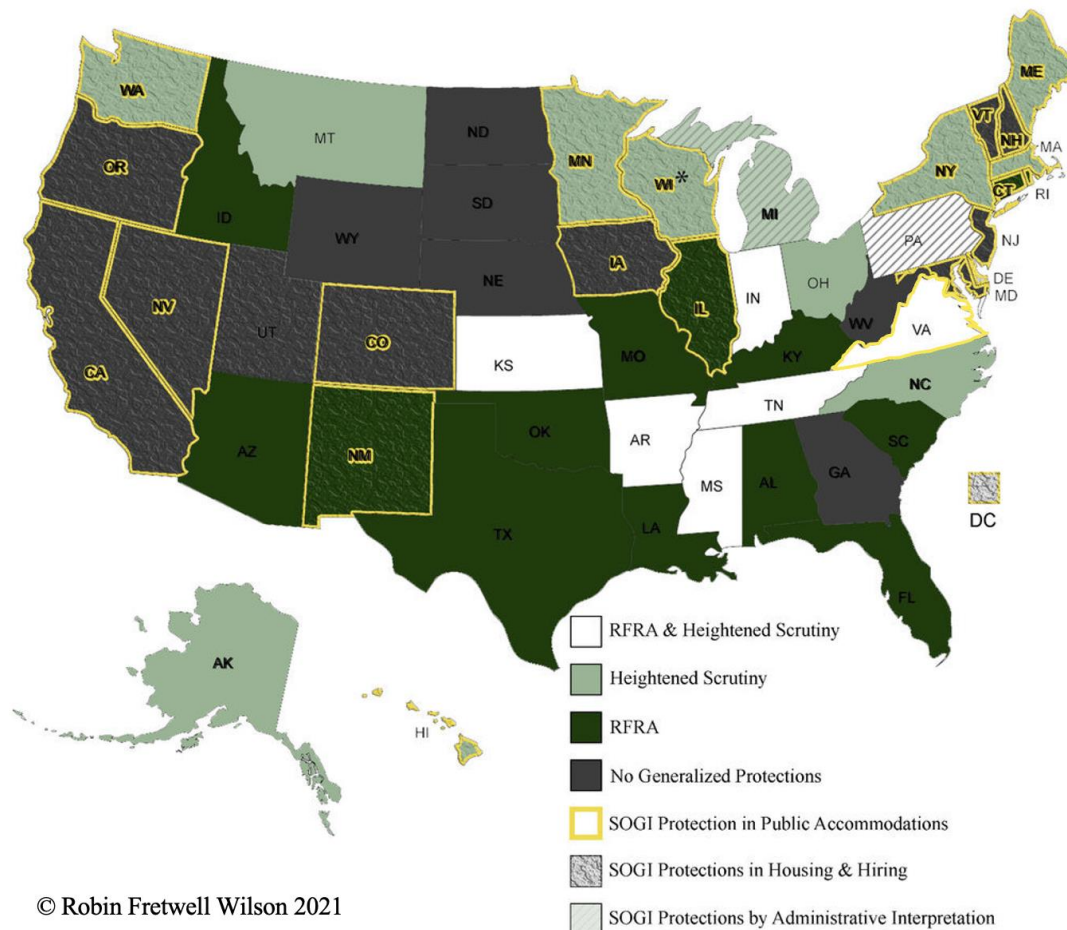 WA
MT
ND
MN
ME
VT
NH
MA
OR
ID
SD
WI*
NY
CT
RI
WY
MI
PA
NJ
IA
NE
DE
MD
NV
UT
CO
IL
IN
OH
WV
VA
CA
KS
MO
KY
NC
TN
AZ
NM
OK
AR
SC
MS
AL
GA
DC
TX
LA
FL
AK
HI
RFRA & Heightened Scrutiny
Heightened Scrutiny
RFRA
No Generalized Protections
SOGI Protection in Public Accommodations
SOGI Protections in Housing & Hiring
SOGI Protections by Administrative Interpretation
© Robin Fretwell Wilson 2021